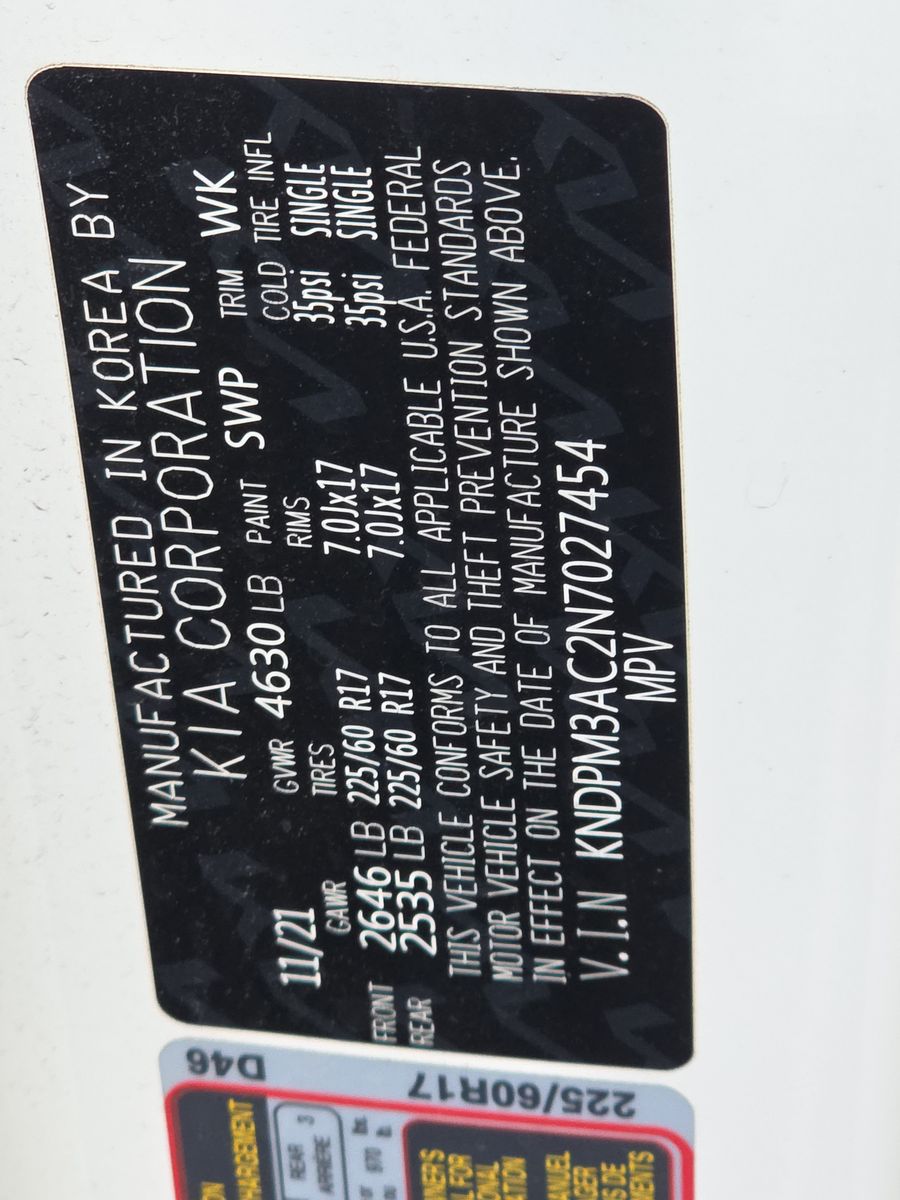 MANUFACTURED IN KOREA BY
KIA CORPORATION
11/21 GVWR 4630 LB PAINT SWP TRIM WK
GAWR TIRES RIMS COLD TIRE INFL
FRONT 2646 LB 225/60 R17 7.0Jx17 35psi SINGLE
REAR 2535 LB 225/60 R17 7.0Jx17 35psi SINGLE
THIS VEHICLE CONFORMS TO ALL APPLICABLE U.S.A. FEDERAL
MOTOR VEHICLE SAFETY AND THEFT PREVENTION STANDARDS
IN EFFECT ON THE DATE OF MANUFACTURE SHOWN ABOVE.
V.I.N KNDPM3AC2N7027454
MPV
D46
225/60R17
REAR 3
ARRIÈRE